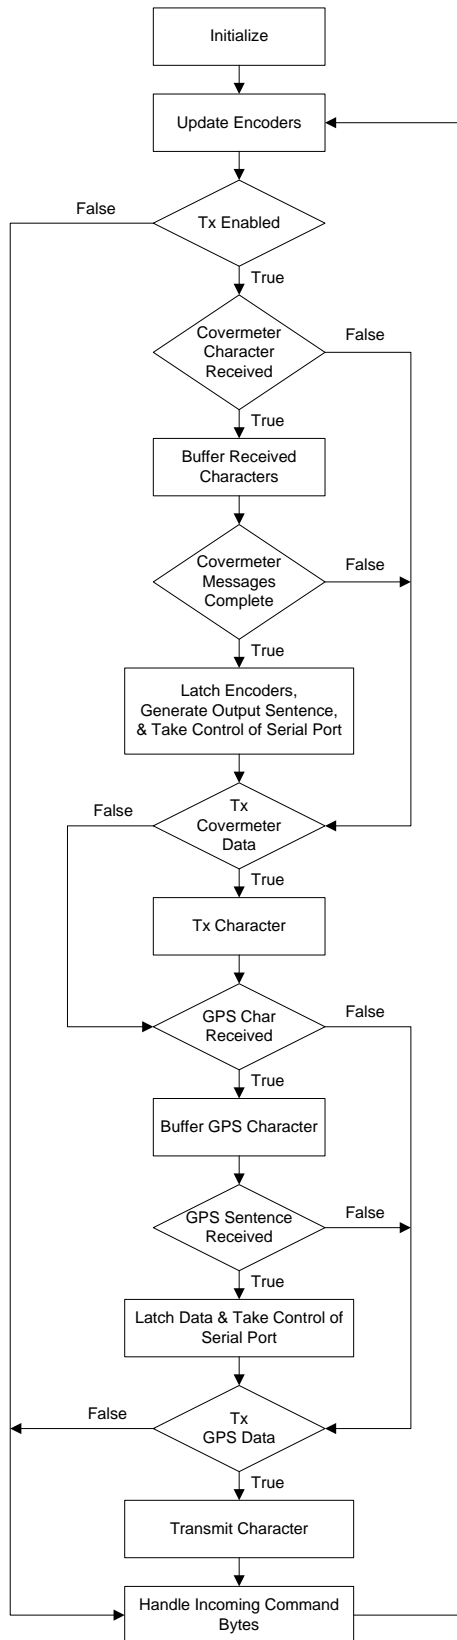 Initialize
Update Encoders
False
Tx Enabled
True
Covermeter
Character
Received
False
True
Buffer Received
Characters
Covermeter
Messages
Complete
False
True
Latch Encoders,
Generate Output Sentence,
& Take Control of Serial Port
False
Tx
Covermeter
Data
True
Tx Character
GPS Char
Received
False
True
Buffer GPS Character
GPS Sentence
Received
False
True
Latch Data & Take Control of
Serial Port
False
Tx
GPS Data
True
Transmit Character
Handle Incoming Command
Bytes